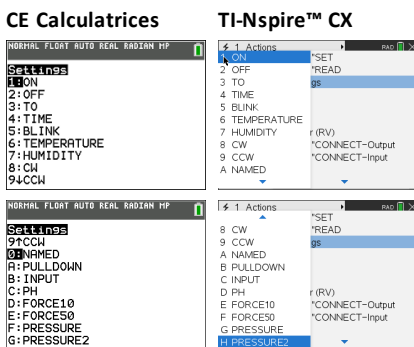 CE Calculatrices
TI-Nspire™ CX
NORMAL FLOAT AUTO REAL RADIAN MP
Settings
1:ON
2:OFF
3:TO
4:TIME
5:BLINK
6:TEMPERATURE
7:HUMIDITY
8:CW
9↓CCW
1 Actions
RAD
1 ON
"SET
2 OFF
"READ
3 TO
gs
4 TIME
5 BLINK
6 TEMPERATURE
7 HUMIDITY
r (RV)
8 CW
"CONNECT-Output
9 CCW
"CONNECT-Input
A NAMED
NORMAL FLOAT AUTO REAL RADIAN MP
Settings
9↑CCW
0:NAMED
A:PULLDOWN
B:INPUT
C:PH
D:FORCE10
E:FORCE50
F:PRESSURE
G:PRESSURE2
1 Actions
RAD
"SET
8 CW
"READ
9 CCW
gs
A NAMED
B PULLDOWN
C INPUT
D PH
r (RV)
E FORCE10
"CONNECT-Output
F FORCE50
"CONNECT-Input
G PRESSURE
H PRESSURE2